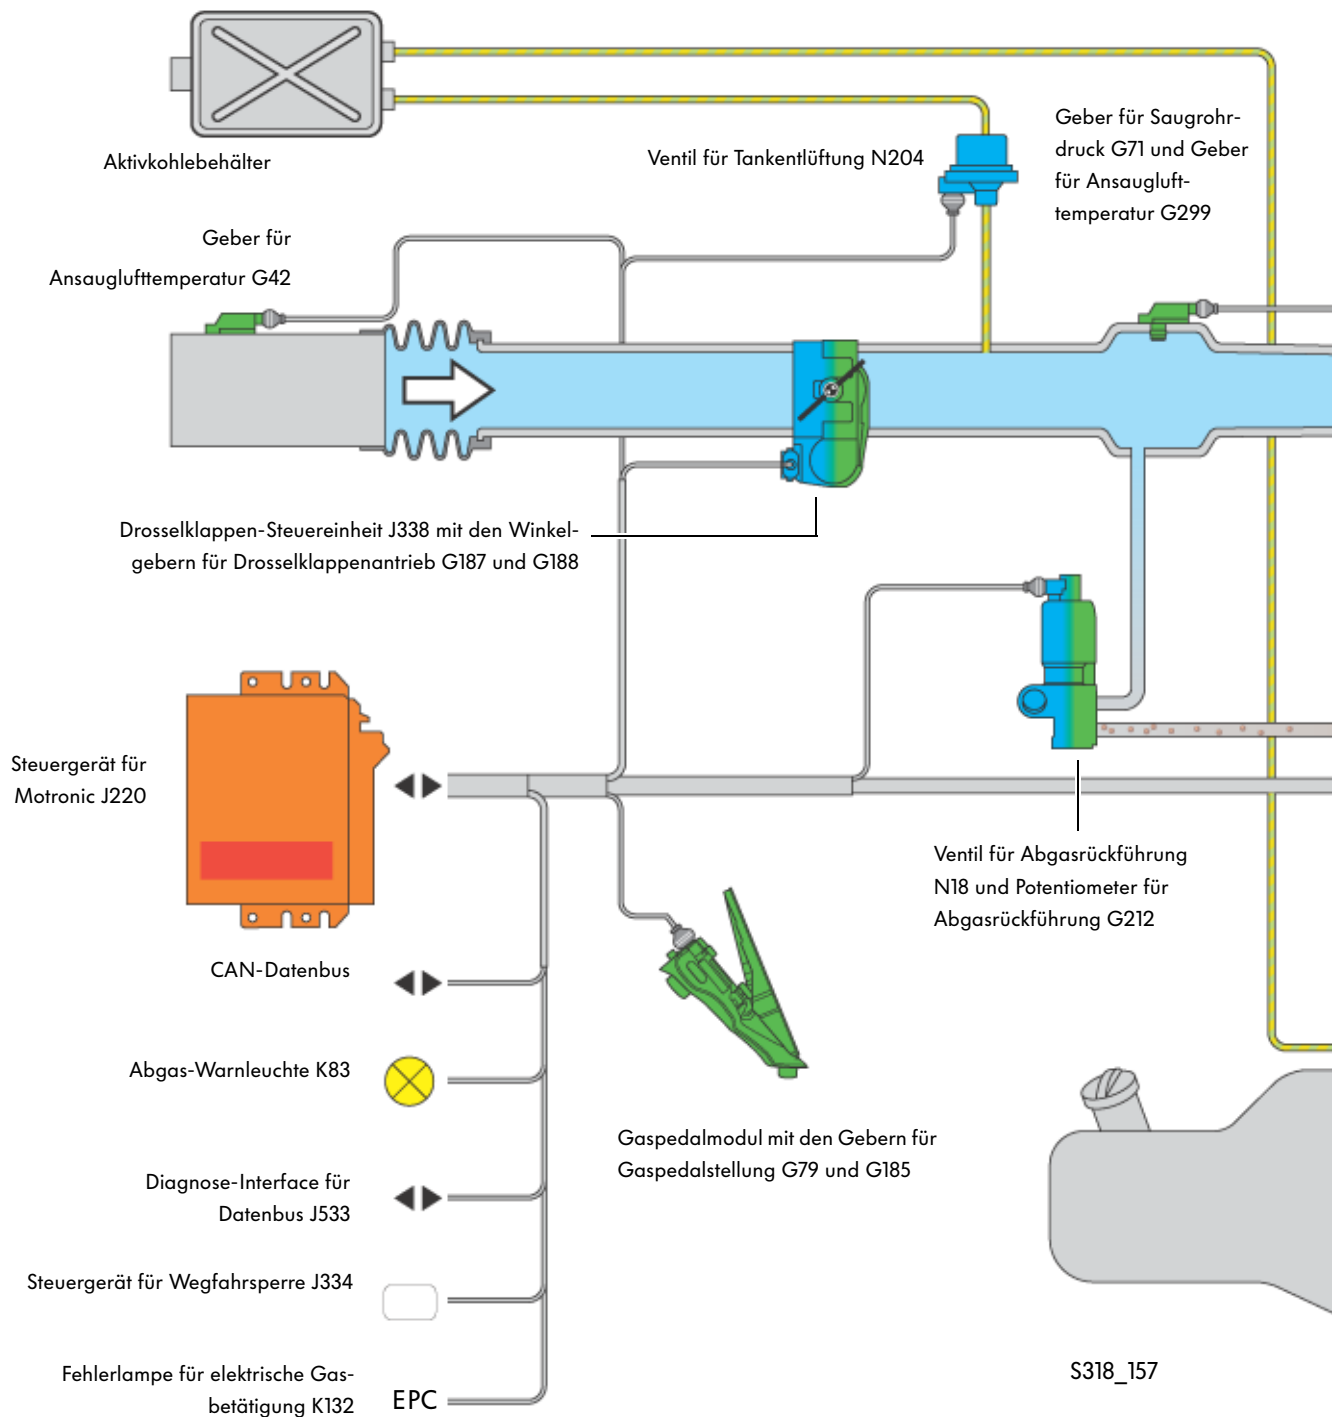 Aktivkohlebehälter
Ventil für Tankentlüftung N204
Geber für Saugrohr-
druck G71 und Geber
für Ansaugluft-
temperatur G299
Geber für
Ansauglufttemperatur G42
Drosselklappen-Steuereinheit J338 mit den Winkel-
gebern für Drosselklappenantrieb G187 und G188
Steuergerät für
Motronic J220
Ventil für Abgasrückführung
N18 und Potentiometer für
Abgasrückführung G212
CAN-Datenbus
Abgas-Warnleuchte K83
Gaspedalmodul mit den Gebern für
Gaspedalstellung G79 und G185
Diagnose-Interface für
Datenbus J533
Steuergerät für Wegfahrsperre J334
Fehlerlampe für elektrische Gas-
betätigung K132
EPC
S318_157